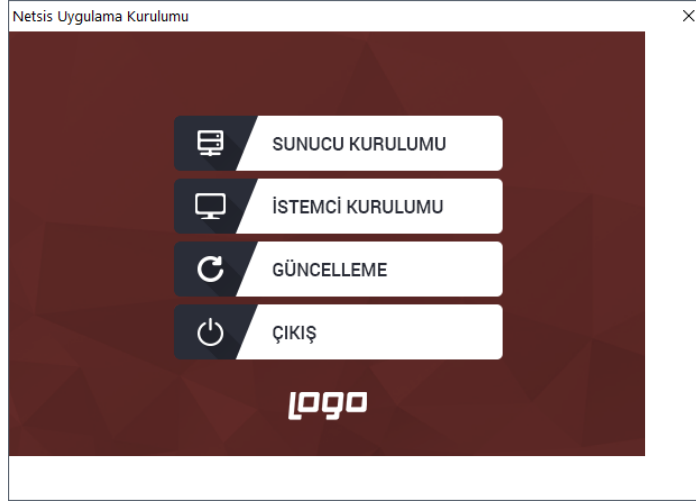 Netsis Uygulama Kurulumu
SUNUCU KURULUMU
İSTEMCİ KURULUMU
GÜNCELLEME
ÇIKIŞ
logo